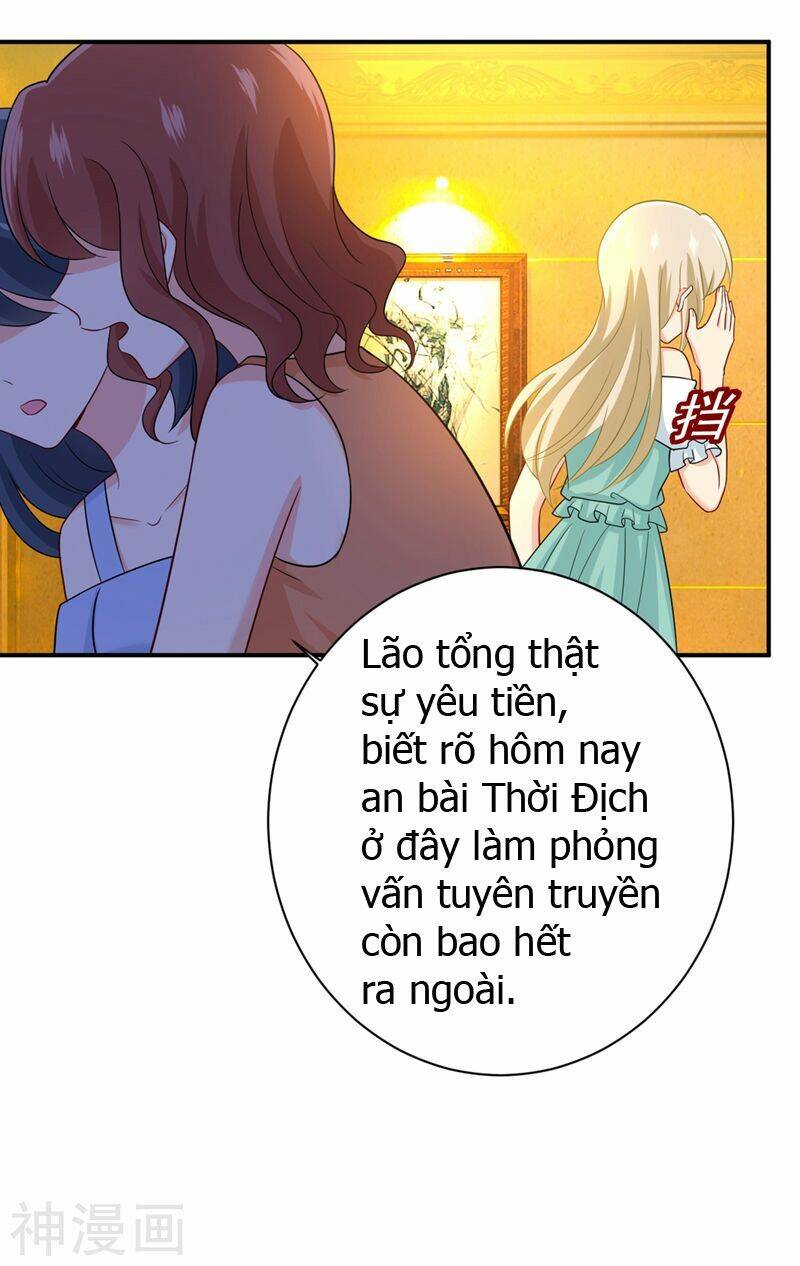 挡
Lão tổng thật
sự yêu tiền,
biết rõ hôm nay
an bài Thời Địch
ở đây làm phỏng
vấn tuyên truyền
còn bao hết
ra ngoài.
神漫画